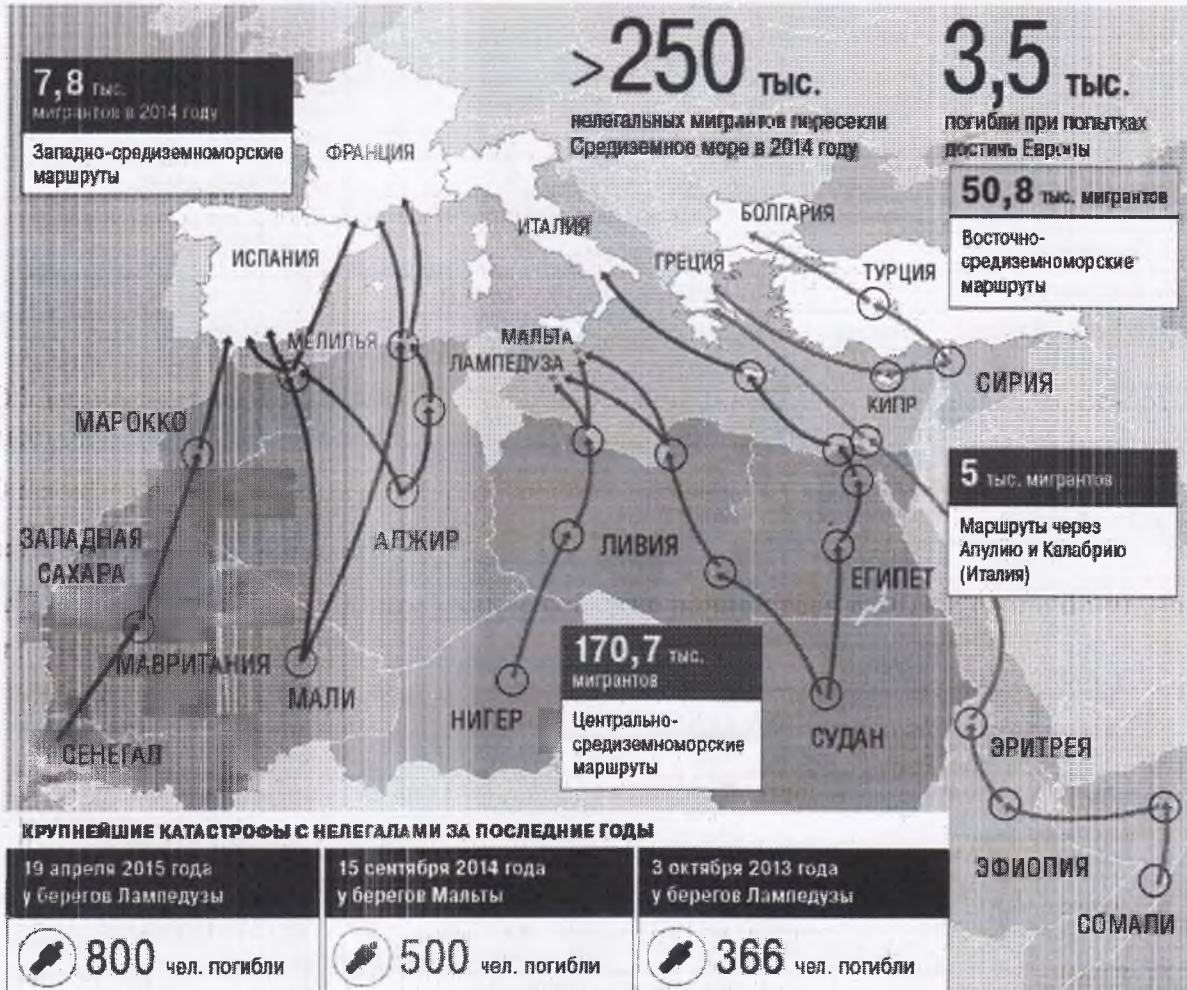 7,8 тыс.
мигрантов в 2014 году
Западно-средиземноморские
маршруты
>250 тыс.
нелегальных мигрантов пересекли
Средиземное море в 2014 году
3,5 тыс.
погибли при попытках
достичь Европы
50,8 тыс. мигрантов
Восточно-
средиземноморские
маршруты
ФРАНЦИЯ
ИСПАНИЯ
ИТАЛИЯ
БОЛГАРИЯ
ГРЕЦИЯ
ТУРЦИЯ
МЕЛИЛЬЯ
МАЛЬТА
ЛАМПЕДУЗА
КИПР
СИРИЯ
МАРОККО
5 тыс. мигрантов
Маршруты через
Апулию и Калабрию
(Италия)
ЗАПАДНАЯ
САХАРА
АЛЖИР
ЛИВИЯ
ЕГИПЕТ
МАВРИТАНИЯ
МАЛИ
СЕНЕГАЛ
НИГЕР
170,7 тыс.
мигрантов
Центрально-
средиземноморские
маршруты
СУДАН
ЭРИТРЕЯ
ЭФИОПИЯ
СОМАЛИ
КРУПНЕЙШИЕ КАТАСТРОФЫ С НЕЛЕГАЛАМИ ЗА ПОСЛЕДНИЕ ГОДЫ
19 апреля 2015 года
у берегов Лампедузы
800 чел. погибли
15 сентября 2014 года
у берегов Мальты
500 чел. погибли
3 октября 2013 года
у берегов Лампедузы
366 чел. погибли